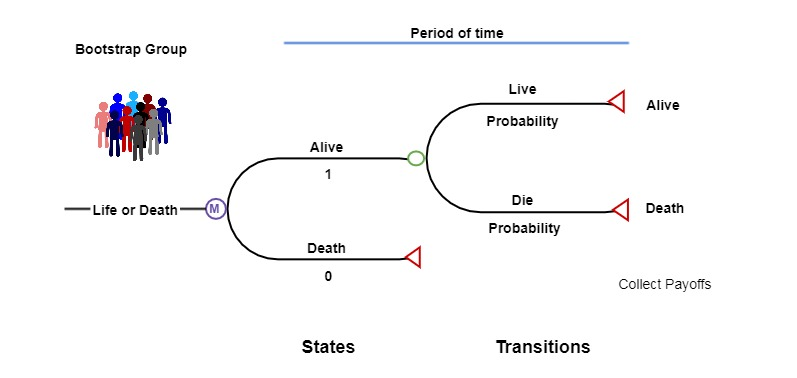 Period of time
Bootstrap Group
Live
Alive
Probability
Alive
1
Die
Death
Life or Death
M
Probability
Death
0
Collect Payoffs
States
Transitions